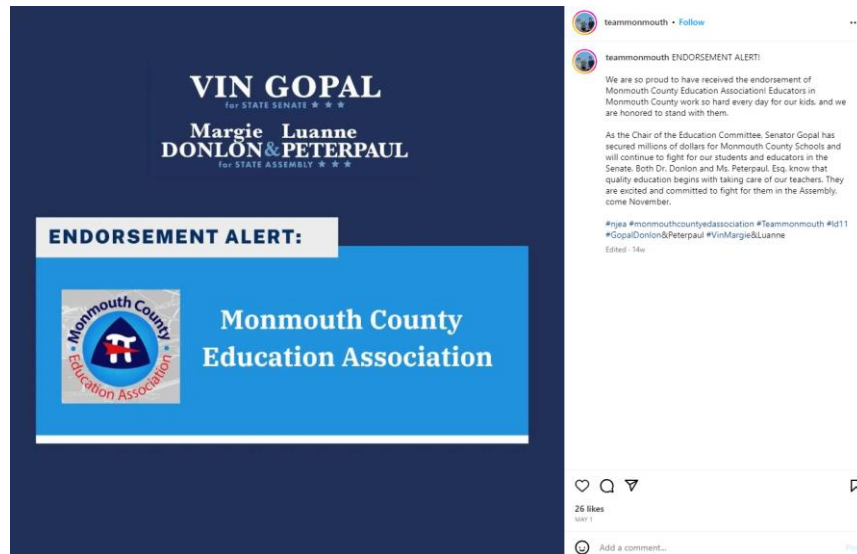 VIN GOPAL
for STATE SENATE ★ ★ ★
Margie Luanne
DONLON & PETERPAUL
for STATE ASSEMBLY ★ ★ ★
ENDORSEMENT ALERT:
Monmouth County
Education Association
Monmouth County
Education Association
teammonmouth • Follow
teammonmouth ENDORSEMENT ALERT!
We are so proud to have received the endorsement of
Monmouth County Education Association! Educators in
Monmouth County work so hard every day for our kids, and we
are honored to stand with them.
As the Chair of the Education Committee, Senator Gopal has
secured millions of dollars for Monmouth County Schools and
will continue to fight for our students and educators in the
Senate. Both Dr. Donlon and Ms. Peterpaul, Esq. know that
quality education begins with taking care of our teachers. They
are excited and committed to fight for them in the Assembly,
come November.
#njea #monmouthcountyedassociation #Teammonmouth #ld11
#GopalDonlon&Peterpaul #VinMargie&Luanne
Edited · 14w
26 likes
MAY 1
Add a comment...